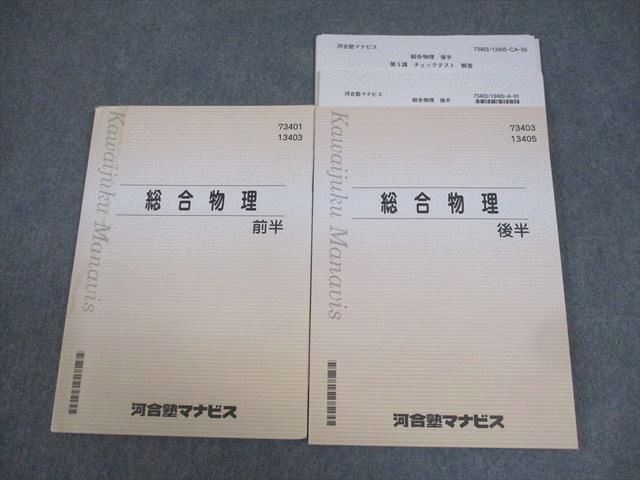 河合塾マナビス
73403/13405-CA-05
総合物理 後半
第5講 チェックテスト 解答
河合塾マナビス
73403/13405-A-01
総合物理 後半
Kawaijuku Manavis
73401
13403
総合物理
前半
河合塾マナビス
Kawaijuku Manavis
73403
13405
総合物理
後半
河合塾マナビス